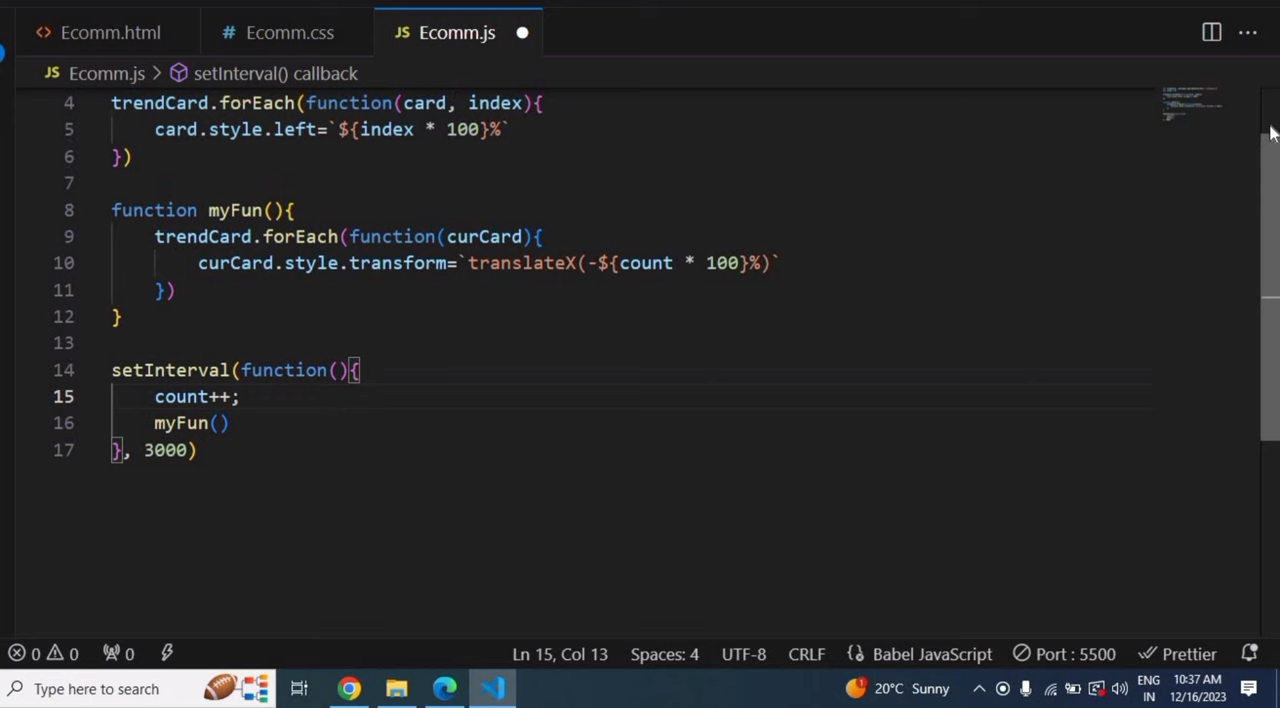 Ecomm.html
# Ecomm.css
JS Ecomm.js
JS Ecomm.js > setInterval() callback
4 trendCard.forEach(function(card, index){
5 card.style.left=`${index * 100}%`
6 })
7
8 function myFun(){
9 trendCard.forEach(function(curCard){
10 curCard.style.transform=`translateX(-${count * 100}%)`
11 })
12 }
13
14 setInterval(function(){
15 count++;
16 myFun()
17 }, 3000)
0 0 0 Ln 15, Col 13 Spaces: 4 UTF-8 CRLF Babel JavaScript Port : 5500 Prettier
Type here to search
1
20°C Sunny
ENG
IN
10:37 AM
12/16/2023